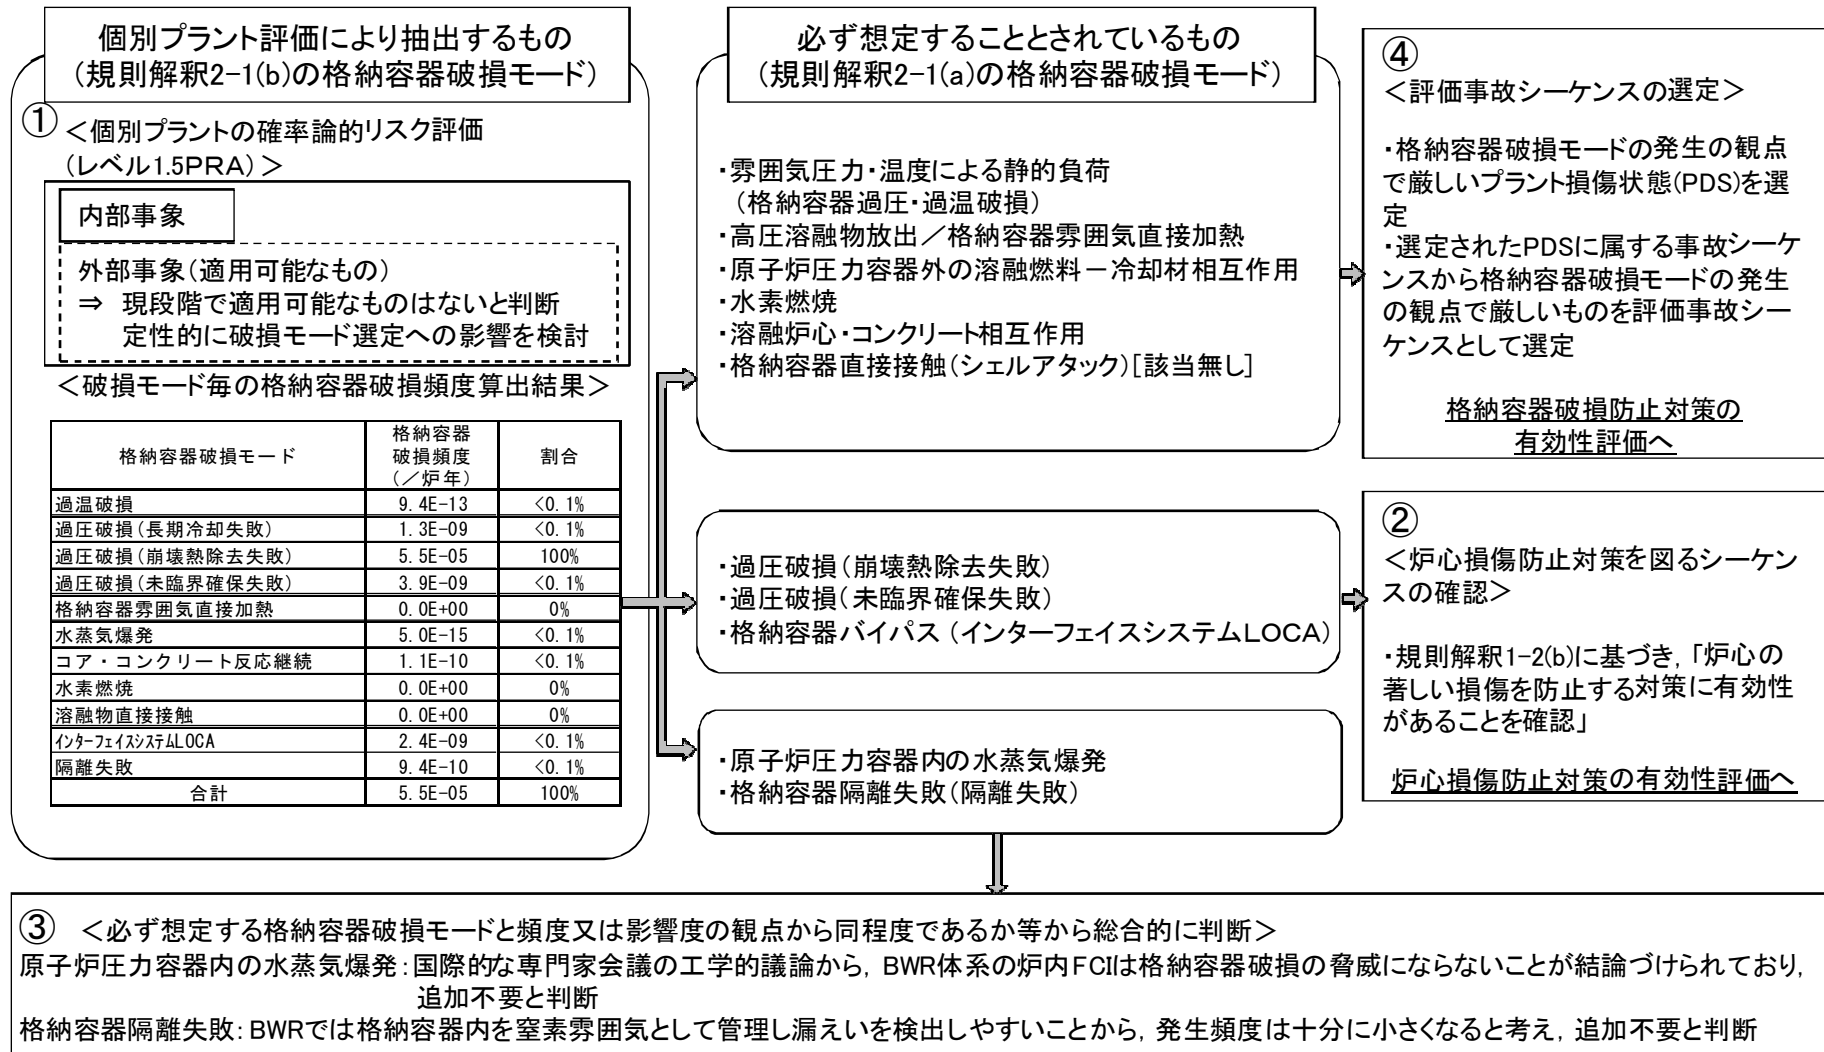 個別プラント評価により抽出するもの
(規則解釈2-1(b)の格納容器破損モード)
①
<個別プラントの確率論的リスク評価
(レベル1.5PRA)>
内部事象
外部事象(適用可能なもの)
⇒ 現段階で適用可能なものはないと判断
定性的に破損モード選定への影響を検討
<破損モード毎の格納容器破損頻度算出結果>
格納容器破損モード 格納容器 破損頻度 (/炉年) 割合
過温破損 9.4E-13 <0.1%
過圧破損(長期冷却失敗) 1.3E-09 <0.1%
過圧破損(崩壊熱除去失敗) 5.5E-05 100%
過圧破損(未臨界確保失敗) 3.9E-09 <0.1%
格納容器雰囲気直接加熱 0.0E+00 0%
水蒸気爆発 5.0E-15 <0.1%
コア・コンクリート反応継続 1.1E-10 <0.1%
水素燃焼 0.0E+00 0%
溶融物直接接触 0.0E+00 0%
インターフェイスシステムLOCA 2.4E-09 <0.1%
隔離失敗 9.4E-10 <0.1%
合計 5.5E-05 100%
必ず想定することとされているもの
(規則解釈2-1(a)の格納容器破損モード)
・雰囲気圧力・温度による静的負荷
(格納容器過圧・過温破損)
・高圧溶融物放出/格納容器雰囲気直接加熱
・原子炉圧力容器外の溶融燃料-冷却材相互作用
・水素燃焼
・溶融炉心・コンクリート相互作用
・格納容器直接接触(シェルアタック)[該当無し]
・過圧破損(崩壊熱除去失敗)
・過圧破損(未臨界確保失敗)
・格納容器バイパス(インターフェイスシステムLOCA)
・原子炉圧力容器内の水蒸気爆発
・格納容器隔離失敗(隔離失敗)
④
<評価事故シーケンスの選定>
・格納容器破損モードの発生の観点
で厳しいプラント損傷状態(PDS)を選
定
・選定されたPDSに属する事故シーケ
ンスから格納容器破損モードの発生
の観点で厳しいものを評価事故シー
ケンスとして選定
格納容器破損防止対策の
有効性評価へ
②
<炉心損傷防止対策を図るシーケン
スの確認>
・規則解釈1-2(b)に基づき,「炉心の
著しい損傷を防止する対策に有効性
があることを確認」
炉心損傷防止対策の有効性評価へ
③ <必ず想定する格納容器破損モードと頻度又は影響度の観点から同程度であるか等から総合的に判断>
原子炉圧力容器内の水蒸気爆発:国際的な専門家会議の工学的議論から,BWR体系の炉内FCIは格納容器破損の脅威にならないことが結論づけられており,
追加不要と判断
格納容器隔離失敗:BWRでは格納容器内を窒素雰囲気として管理し漏えいを検出しやすいことから,発生頻度は十分に小さくなると考え,追加不要と判断